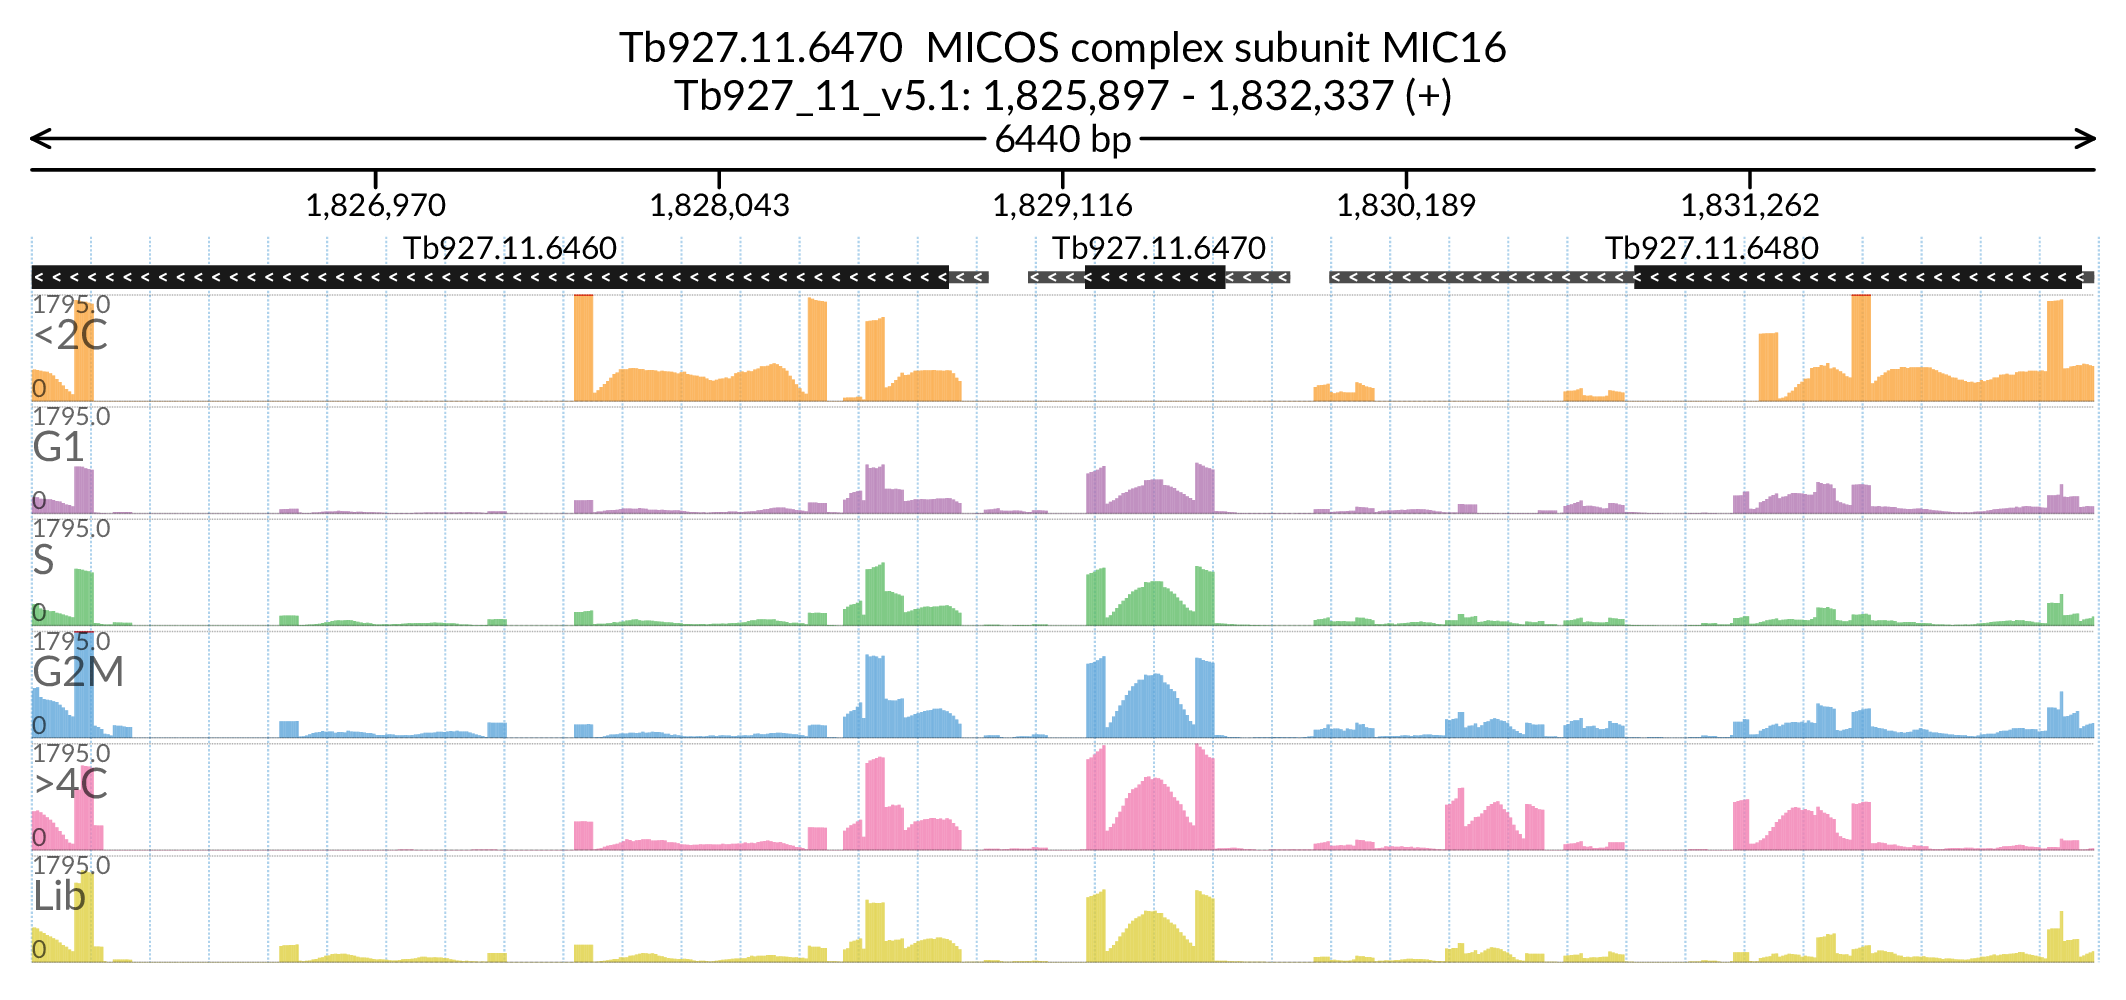 Tb927.11.6470  MICOS complex subunit MIC16
Tb927_11_v5.1: 1,825,897 - 1,832,337 (+)
6440 bp
1,826,970 1,828,043 1,829,116 1,830,189 1,831,262
Tb927.11.6460 Tb927.11.6470 Tb927.11.6480
1795.0
<2C
0
1795.0
G1
0
1795.0
S
0
1795.0
G2M
0
1795.0
>4C
0
1795.0
Lib
0